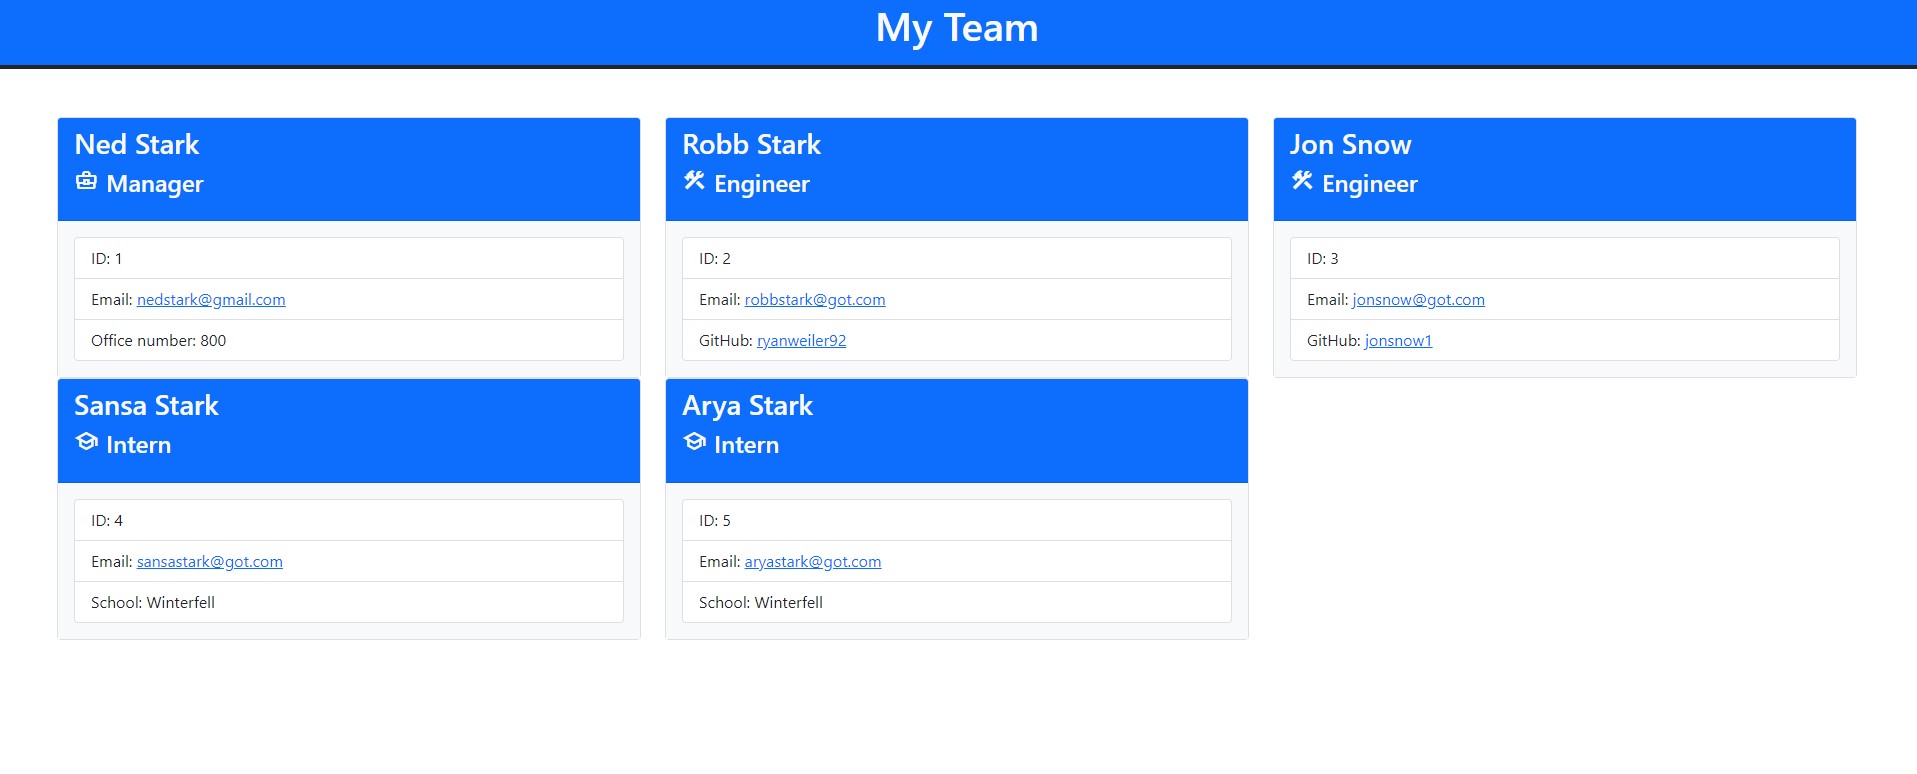 My Team
Ned Stark
Manager
ID: 1
Email: nedstark@gmail.com
Office number: 800
Robb Stark
Engineer
ID: 2
Email: robbstark@got.com
GitHub: ryanweiler92
Jon Snow
Engineer
ID: 3
Email: jonsnow@got.com
GitHub: jonsnow1
Sansa Stark
Intern
ID: 4
Email: sansastark@got.com
School: Winterfell
Arya Stark
Intern
ID: 5
Email: aryastark@got.com
School: Winterfell